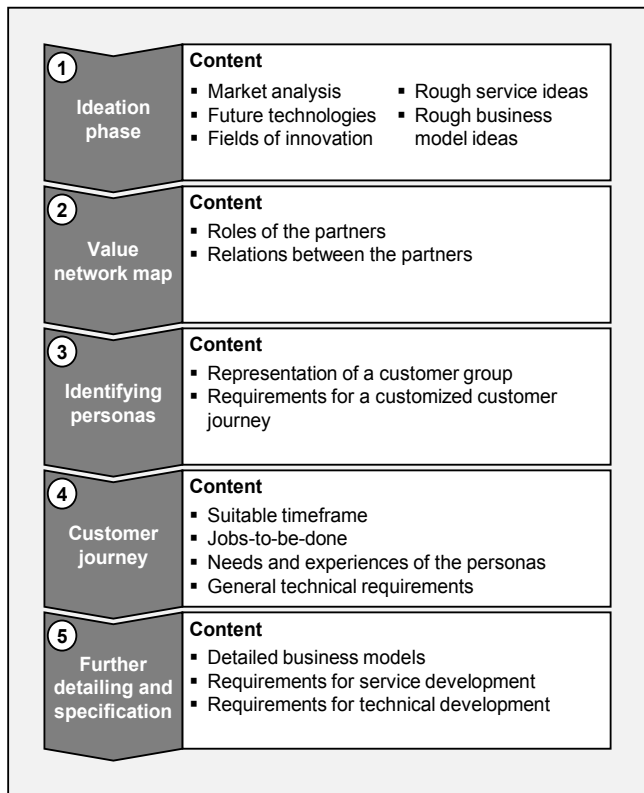 1
Ideation
phase
Content
▪ Market analysis
▪ Future technologies
▪ Fields of innovation
▪ Rough service ideas
▪ Rough business
model ideas
2
Value
network map
Content
▪ Roles of the partners
▪ Relations between the partners
3
Identifying
personas
Content
▪ Representation of a customer group
▪ Requirements for a customized customer
journey
4
Customer
journey
Content
▪ Suitable timeframe
▪ Jobs-to-be-done
▪ Needs and experiences of the personas
▪ General technical requirements
5
Further
detailing and
specification
Content
▪ Detailed business models
▪ Requirements for service development
▪ Requirements for technical development